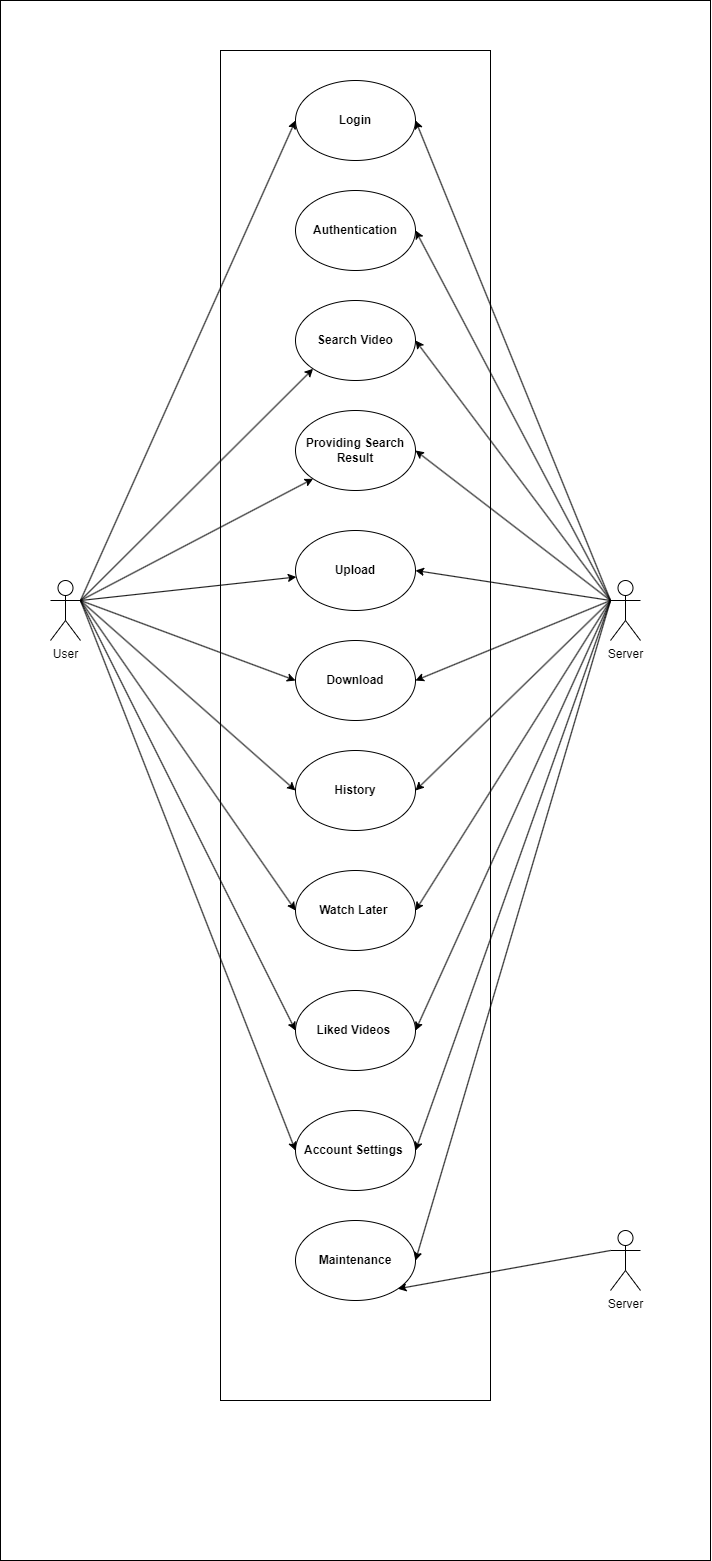 Login
Authentication
Search Video
Providing Search
Result
Upload
User
Server
Download
History
Watch Later
Liked Videos
Account Settings
Maintenance
Server